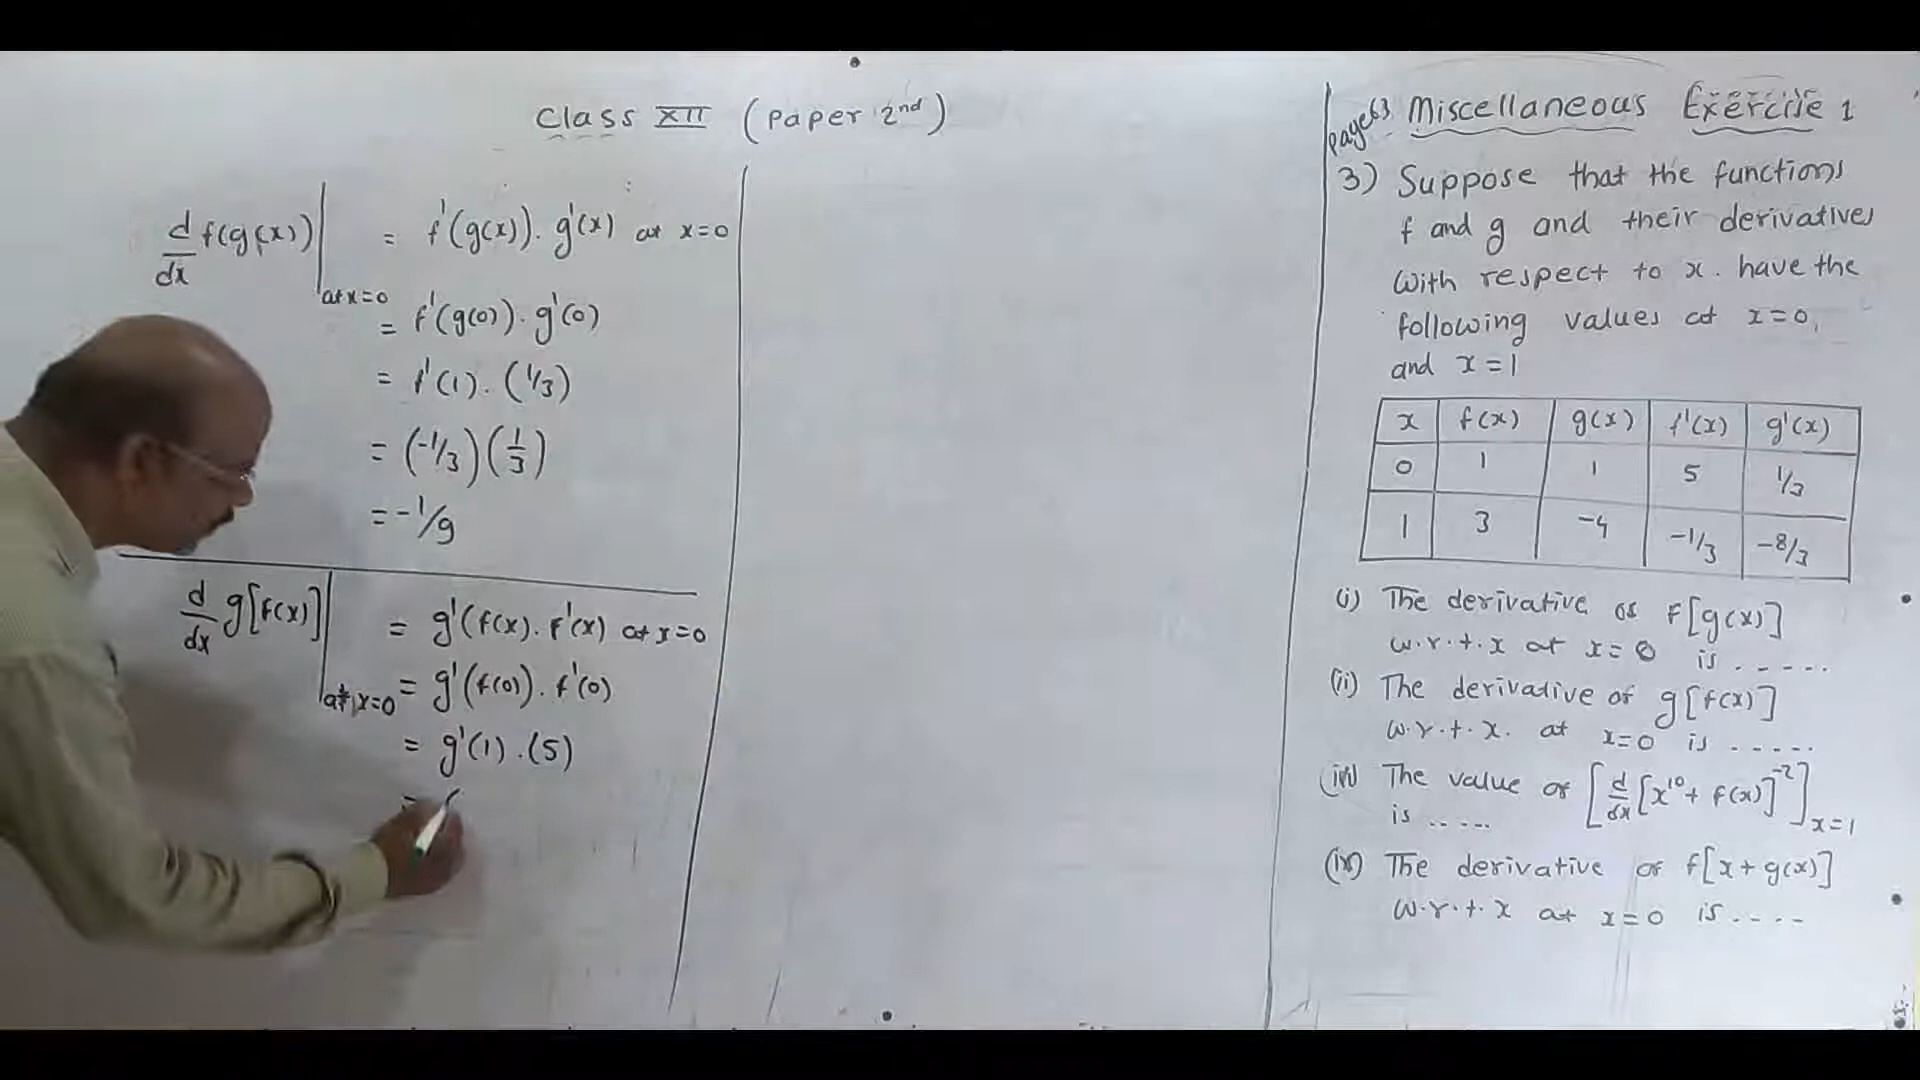 Class XII (Paper 2nd)
d/dx f(g(x))| at x=0 = f'(g(x)). g'(x) at x=0
= f'(g(0)). g'(0)
= f'(1). (1/3)
= (-1/3)(1/3)
= -1/9
d/dx g[f(x)]| at x=0 = g'(f(x). f'(x) at x=0
= g'(f(0)). f'(0)
= g'(1).(5)
= (
page 63 Miscellaneous Exercise 1
3) Suppose that the functions
f and g and their derivatives
with respect to x. have the
following values at x=0,
and x=1
x f(x) g(x) f'(x) g'(x)
0 1 1 5 1/3
1 3 -4 -1/3 -8/3
(i) The derivative of F[g(x)]
w.r.t.x at x=0 is .....
(ii) The derivative of g[f(x)]
w.r.t.x. at x=0 is .....
(iii) The value of [d/dx [x^10 + f(x)]^-2] x=1
is .....
(iv) The derivative of f[x+g(x)]
w.r.t.x at x=0 is ....